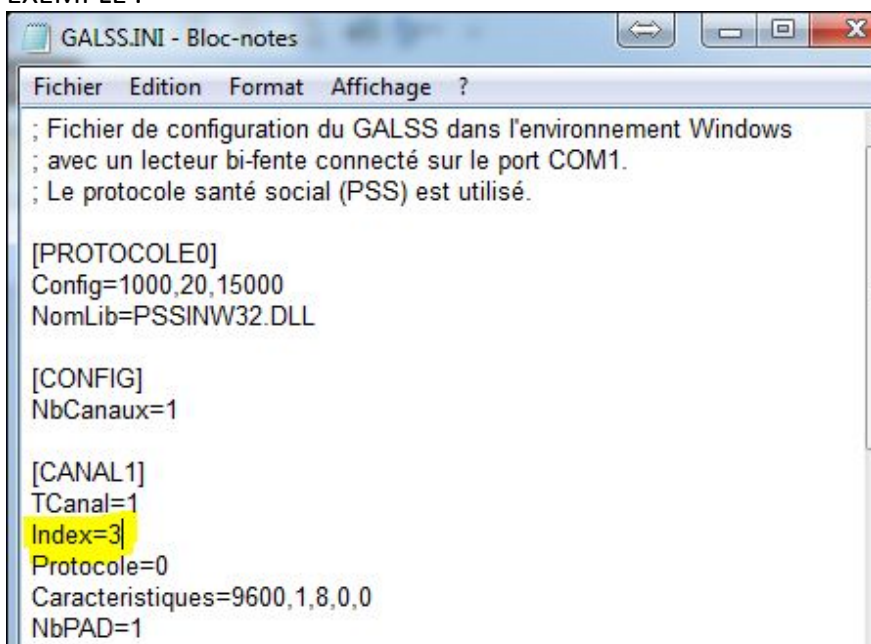 EXEMPLE :
GALSS.INI - Bloc-notes
Fichier Edition Format Affichage ?
; Fichier de configuration du GALSS dans l'environnement Windows
; avec un lecteur bi-fente connecté sur le port COM1.
; Le protocole santé social (PSS) est utilisé.
[PROTOCOLE0]
Config=1000,20,15000
NomLib=PSSINW32.DLL
[CONFIG]
NbCanaux=1
[CANAL1]
TCanal=1
Index=3
Protocole=0
Caracteristiques=9600,1,8,0,0
NbPAD=1